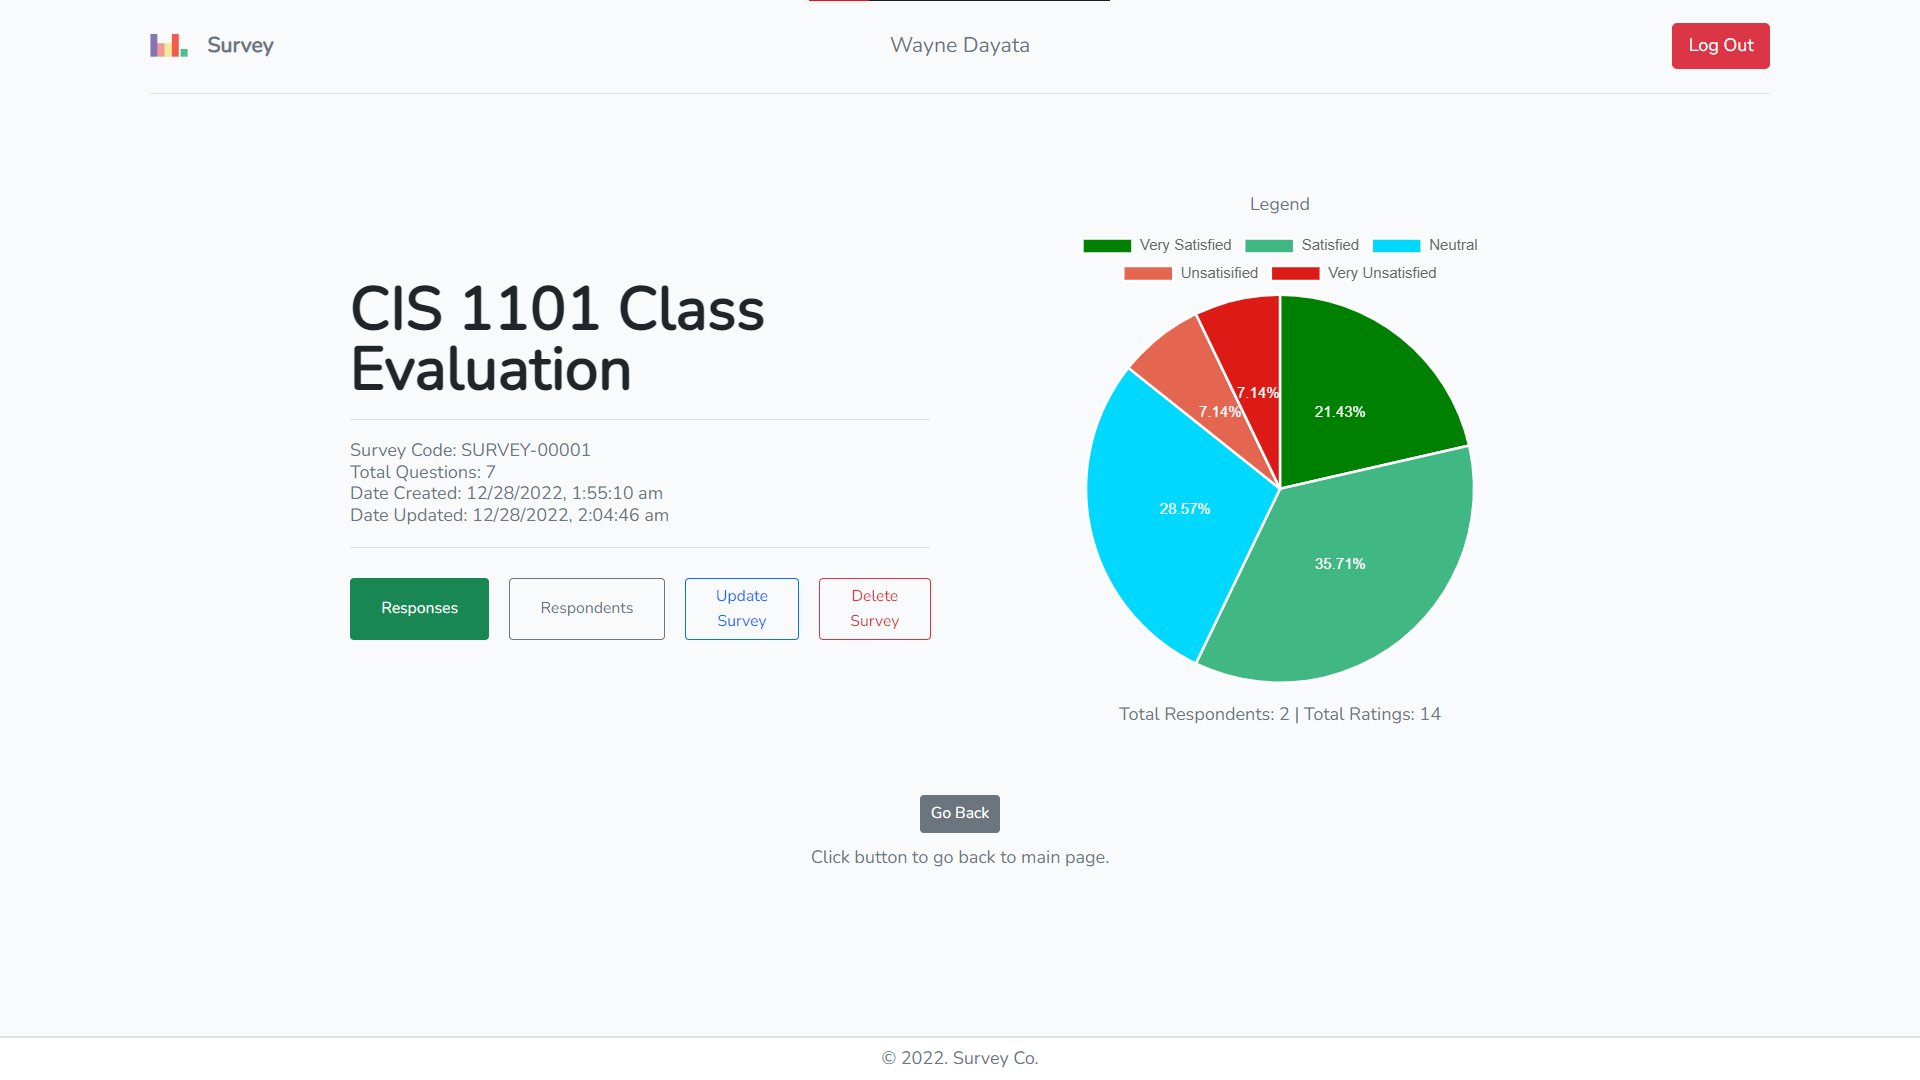 Survey
Wayne Dayata
Log Out
CIS 1101 Class
Evaluation
Survey Code: SURVEY-00001
Total Questions: 7
Date Created: 12/28/2022, 1:55:10 am
Date Updated: 12/28/2022, 2:04:46 am
Responses
Respondents
Update
Survey
Delete
Survey
Legend
Very Satisfied
Satisfied
Neutral
Unsatisified
Very Unsatisfied
7.14%
7.14%
21.43%
28.57%
35.71%
Total Respondents: 2 | Total Ratings: 14
Go Back
Click button to go back to main page.
© 2022. Survey Co.